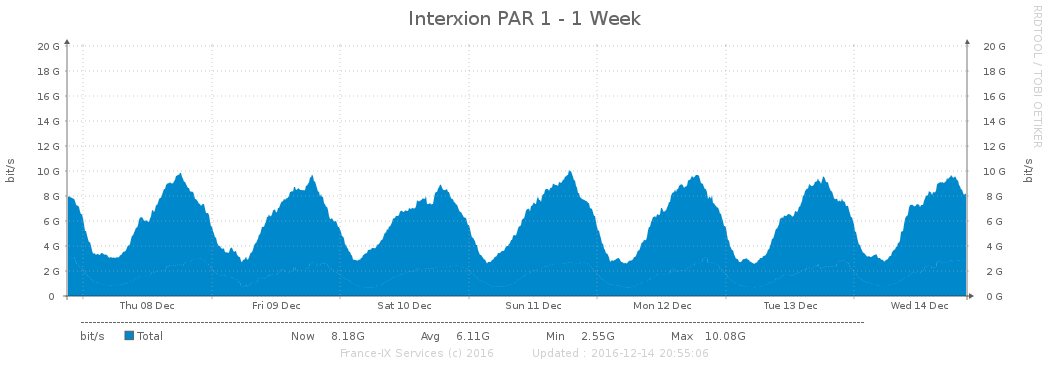 Interxion PAR 1 - 1 Week
RRDTOOL / TOBI OETIKER
bit/s
bit/s
20 G 20 G
18 G 18 G
16 G 16 G
14 G 14 G
12 G 12 G
10 G 10 G
8 G 8 G
6 G 6 G
4 G 4 G
2 G 2 G
0 0 G
Thu 08 Dec Fri 09 Dec Sat 10 Dec Sun 11 Dec Mon 12 Dec Tue 13 Dec Wed 14 Dec
bit/s Total Now 8.18G Avg 6.11G Min 2.55G Max 10.08G
France-IX Services (c) 2016 Updated : 2016-12-14 20:55:06